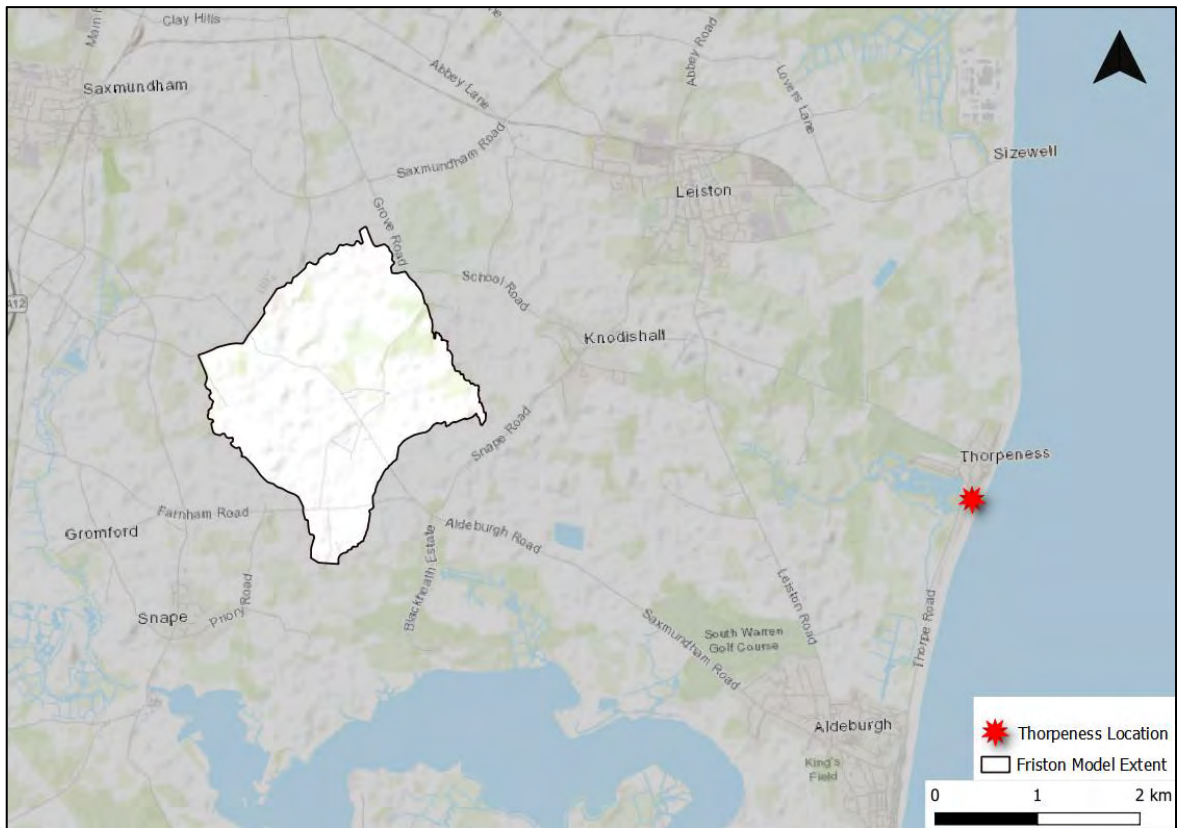 Main
Clay Hills
Saxmundham
Abbey Lane
Abbey Road
Lovers Lane
Saxmundham Road
Sizewell
Leiston
Grove Road
School Road
A12
Knodishall
Snape Road
Thorpeness
Farnham Road
Gromford
Aldeburgh Road
Blackheath Estate
Snape
Priory Road
Leiston Road
Thorpe Road
South Warren
Golf Course
Saxmundham Road
Aldeburgh
King's
Field
Thorpeness Location
Friston Model Extent
0 1 2 km